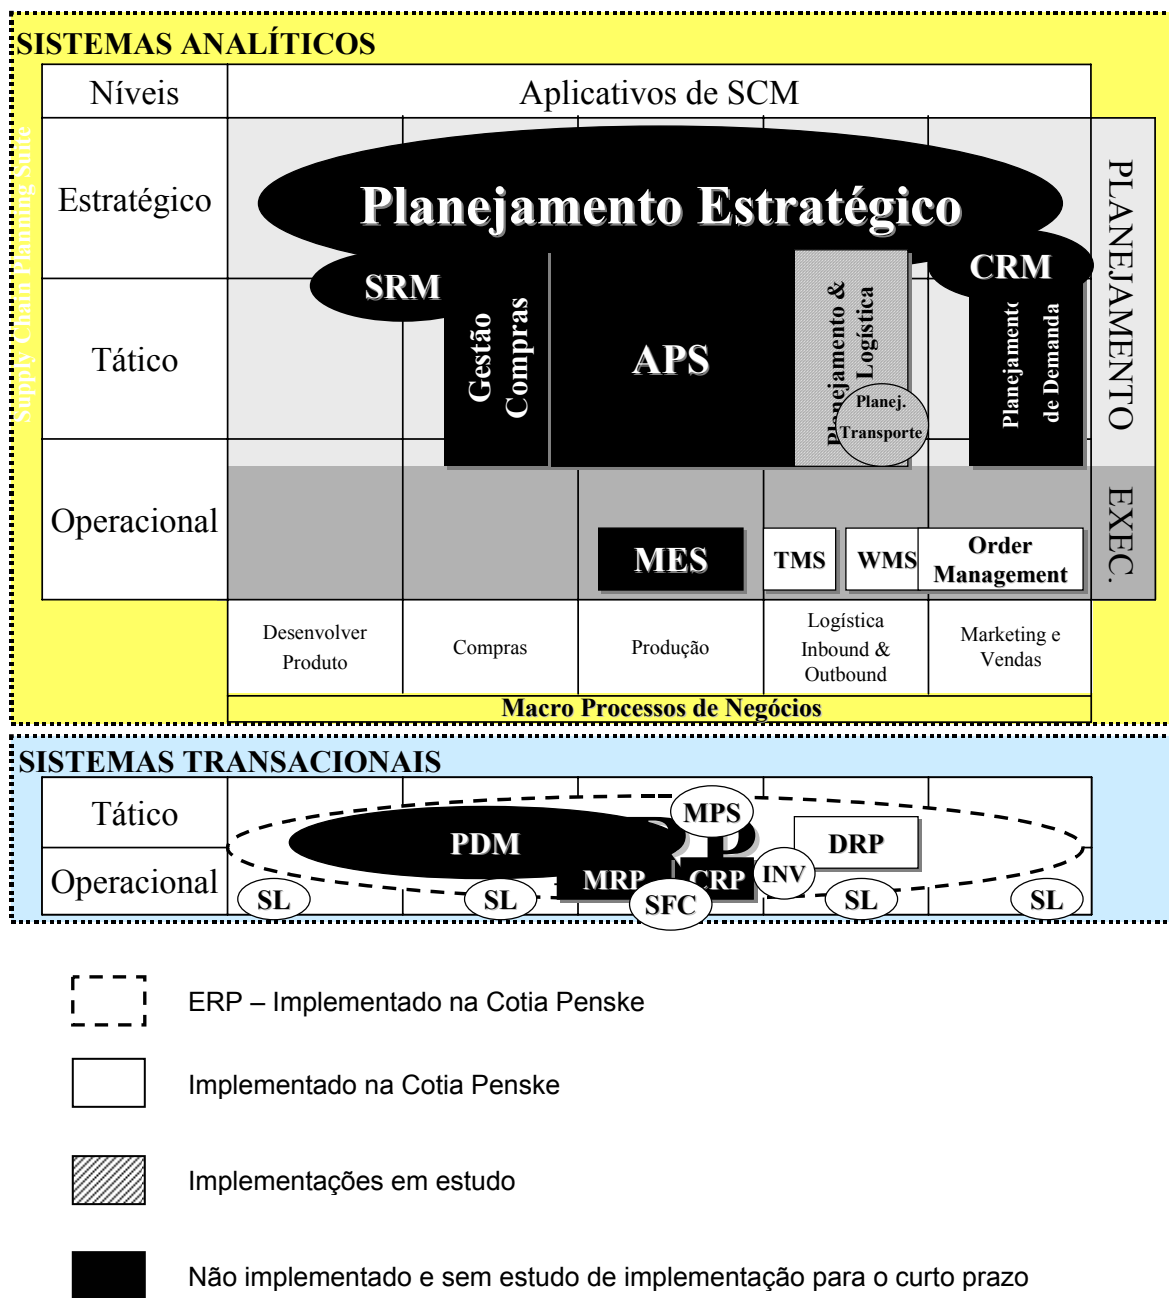 SISTEMAS ANALÍTICOS
Níveis
Aplicativos de SCM
Supply Chain Planning Suite
Estratégico
Planejamento Estratégico
PLANEJAMENTO
SRM
CRM
Tático
Gestão
Compras
APS
Planejamento &
Logística
Planej.
Transporte
Planejamento
de Demanda
Operacional
EXEC.
MES
TMS
WMS
Order
Management
Desenvolver
Produto
Compras
Produção
Logística
Inbound &
Outbound
Marketing e
Vendas
Macro Processos de Negócios
SISTEMAS TRANSACIONAIS
Tático
MPS
PDM
DRP
Operacional
MRP
CRP
INV
SL
SL
SFC
SL
SL
ERP – Implementado na Cotia Penske
Implementado na Cotia Penske
Implementações em estudo
Não implementado e sem estudo de implementação para o curto prazo